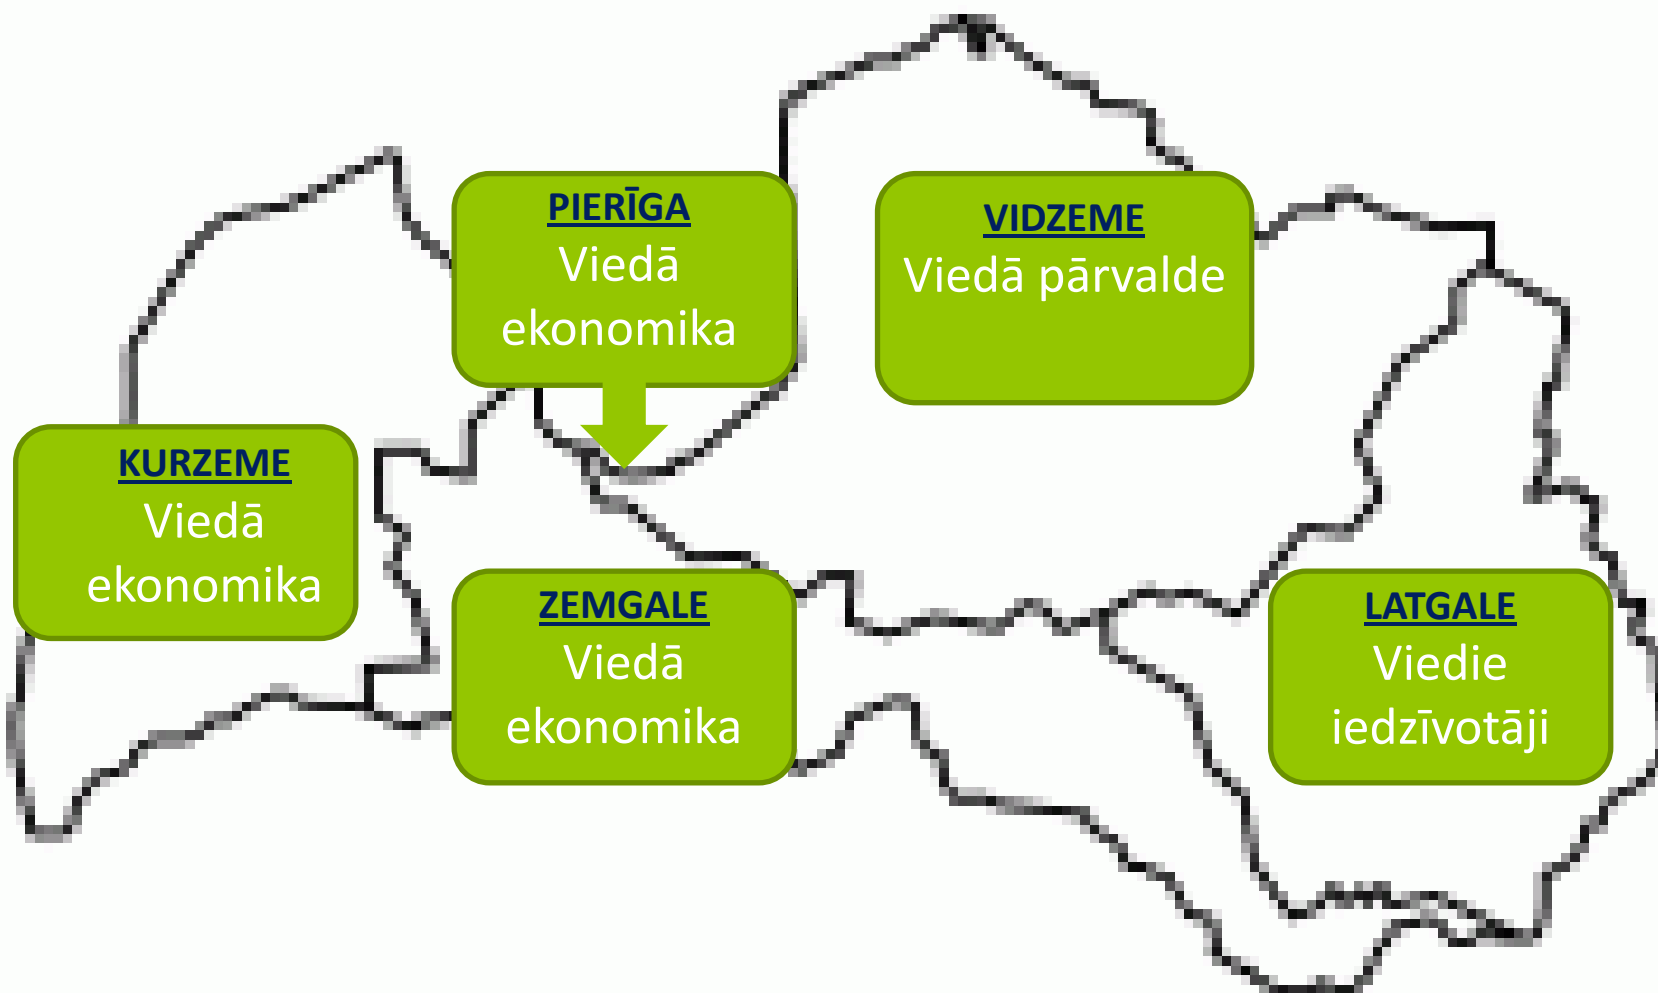 PIERĪGA
Viedā
ekonomika
VIDZEME
Viedā pārvalde
KURZEME
Viedā
ekonomika
ZEMGALE
Viedā
ekonomika
LATGALE
Viedie
iedzīvotāji